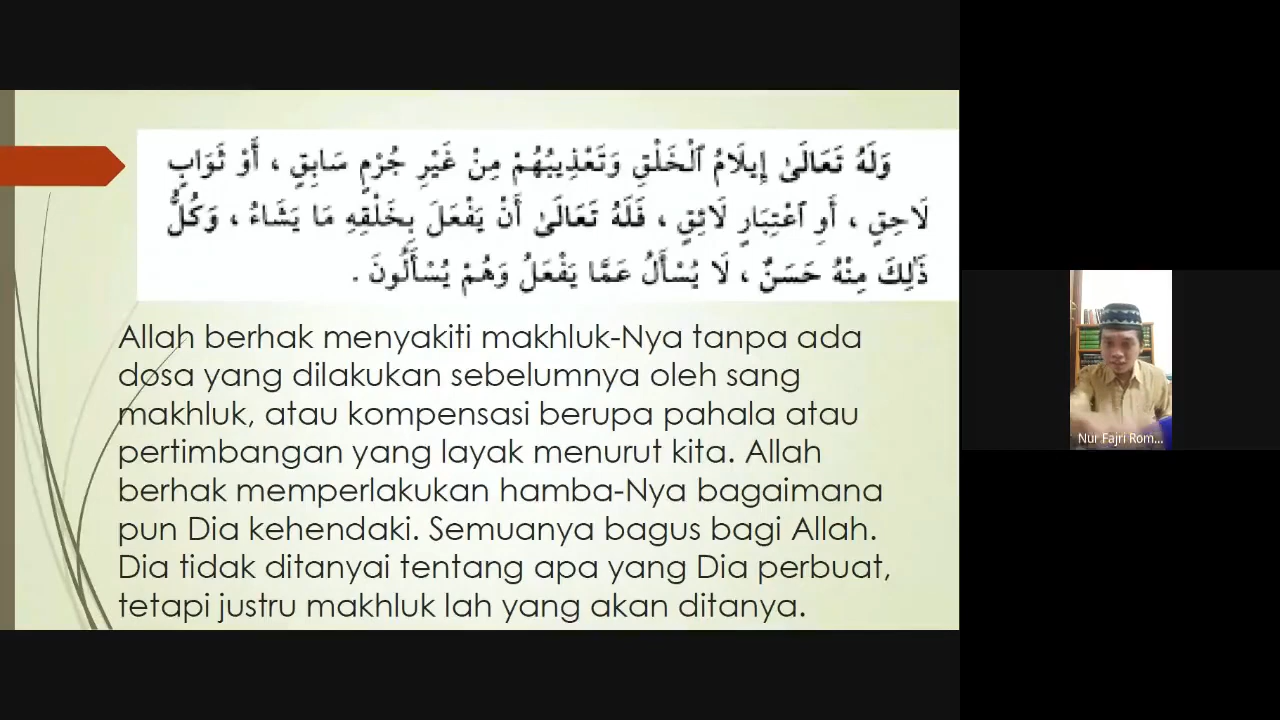 وَلَهُ تَعَالَىٰ إِيلَامُ ٱلْخَلْقِ وَتَعْذِيبُهُمْ مِنْ غَيْرِ جُرْمٍ سَابِقٍ ، أَوْ ثَوَابٍ
لَاحِقٍ ، أَوِ ٱعْتِبَارٍ لَائِقٍ ، فَلَهُ تَعَالَىٰ أَنْ يَفْعَلَ بِخَلْقِهِ مَا يَشَاءُ ، وَكُلُّ
ذَٰلِكَ مِنْهُ حَسَنٌ ، لَا يُسْأَلُ عَمَّا يَفْعَلُ وَهُمْ يُسْأَلُونَ .
Allah berhak menyakiti makhluk-Nya tanpa ada
dosa yang dilakukan sebelumnya oleh sang
makhluk, atau kompensasi berupa pahala atau
pertimbangan yang layak menurut kita. Allah
berhak memperlakukan hamba-Nya bagaimana
pun Dia kehendaki. Semuanya bagus bagi Allah.
Dia tidak ditanyai tentang apa yang Dia perbuat,
tetapi justru makhluk lah yang akan ditanya.
Nur Fajri Rom...